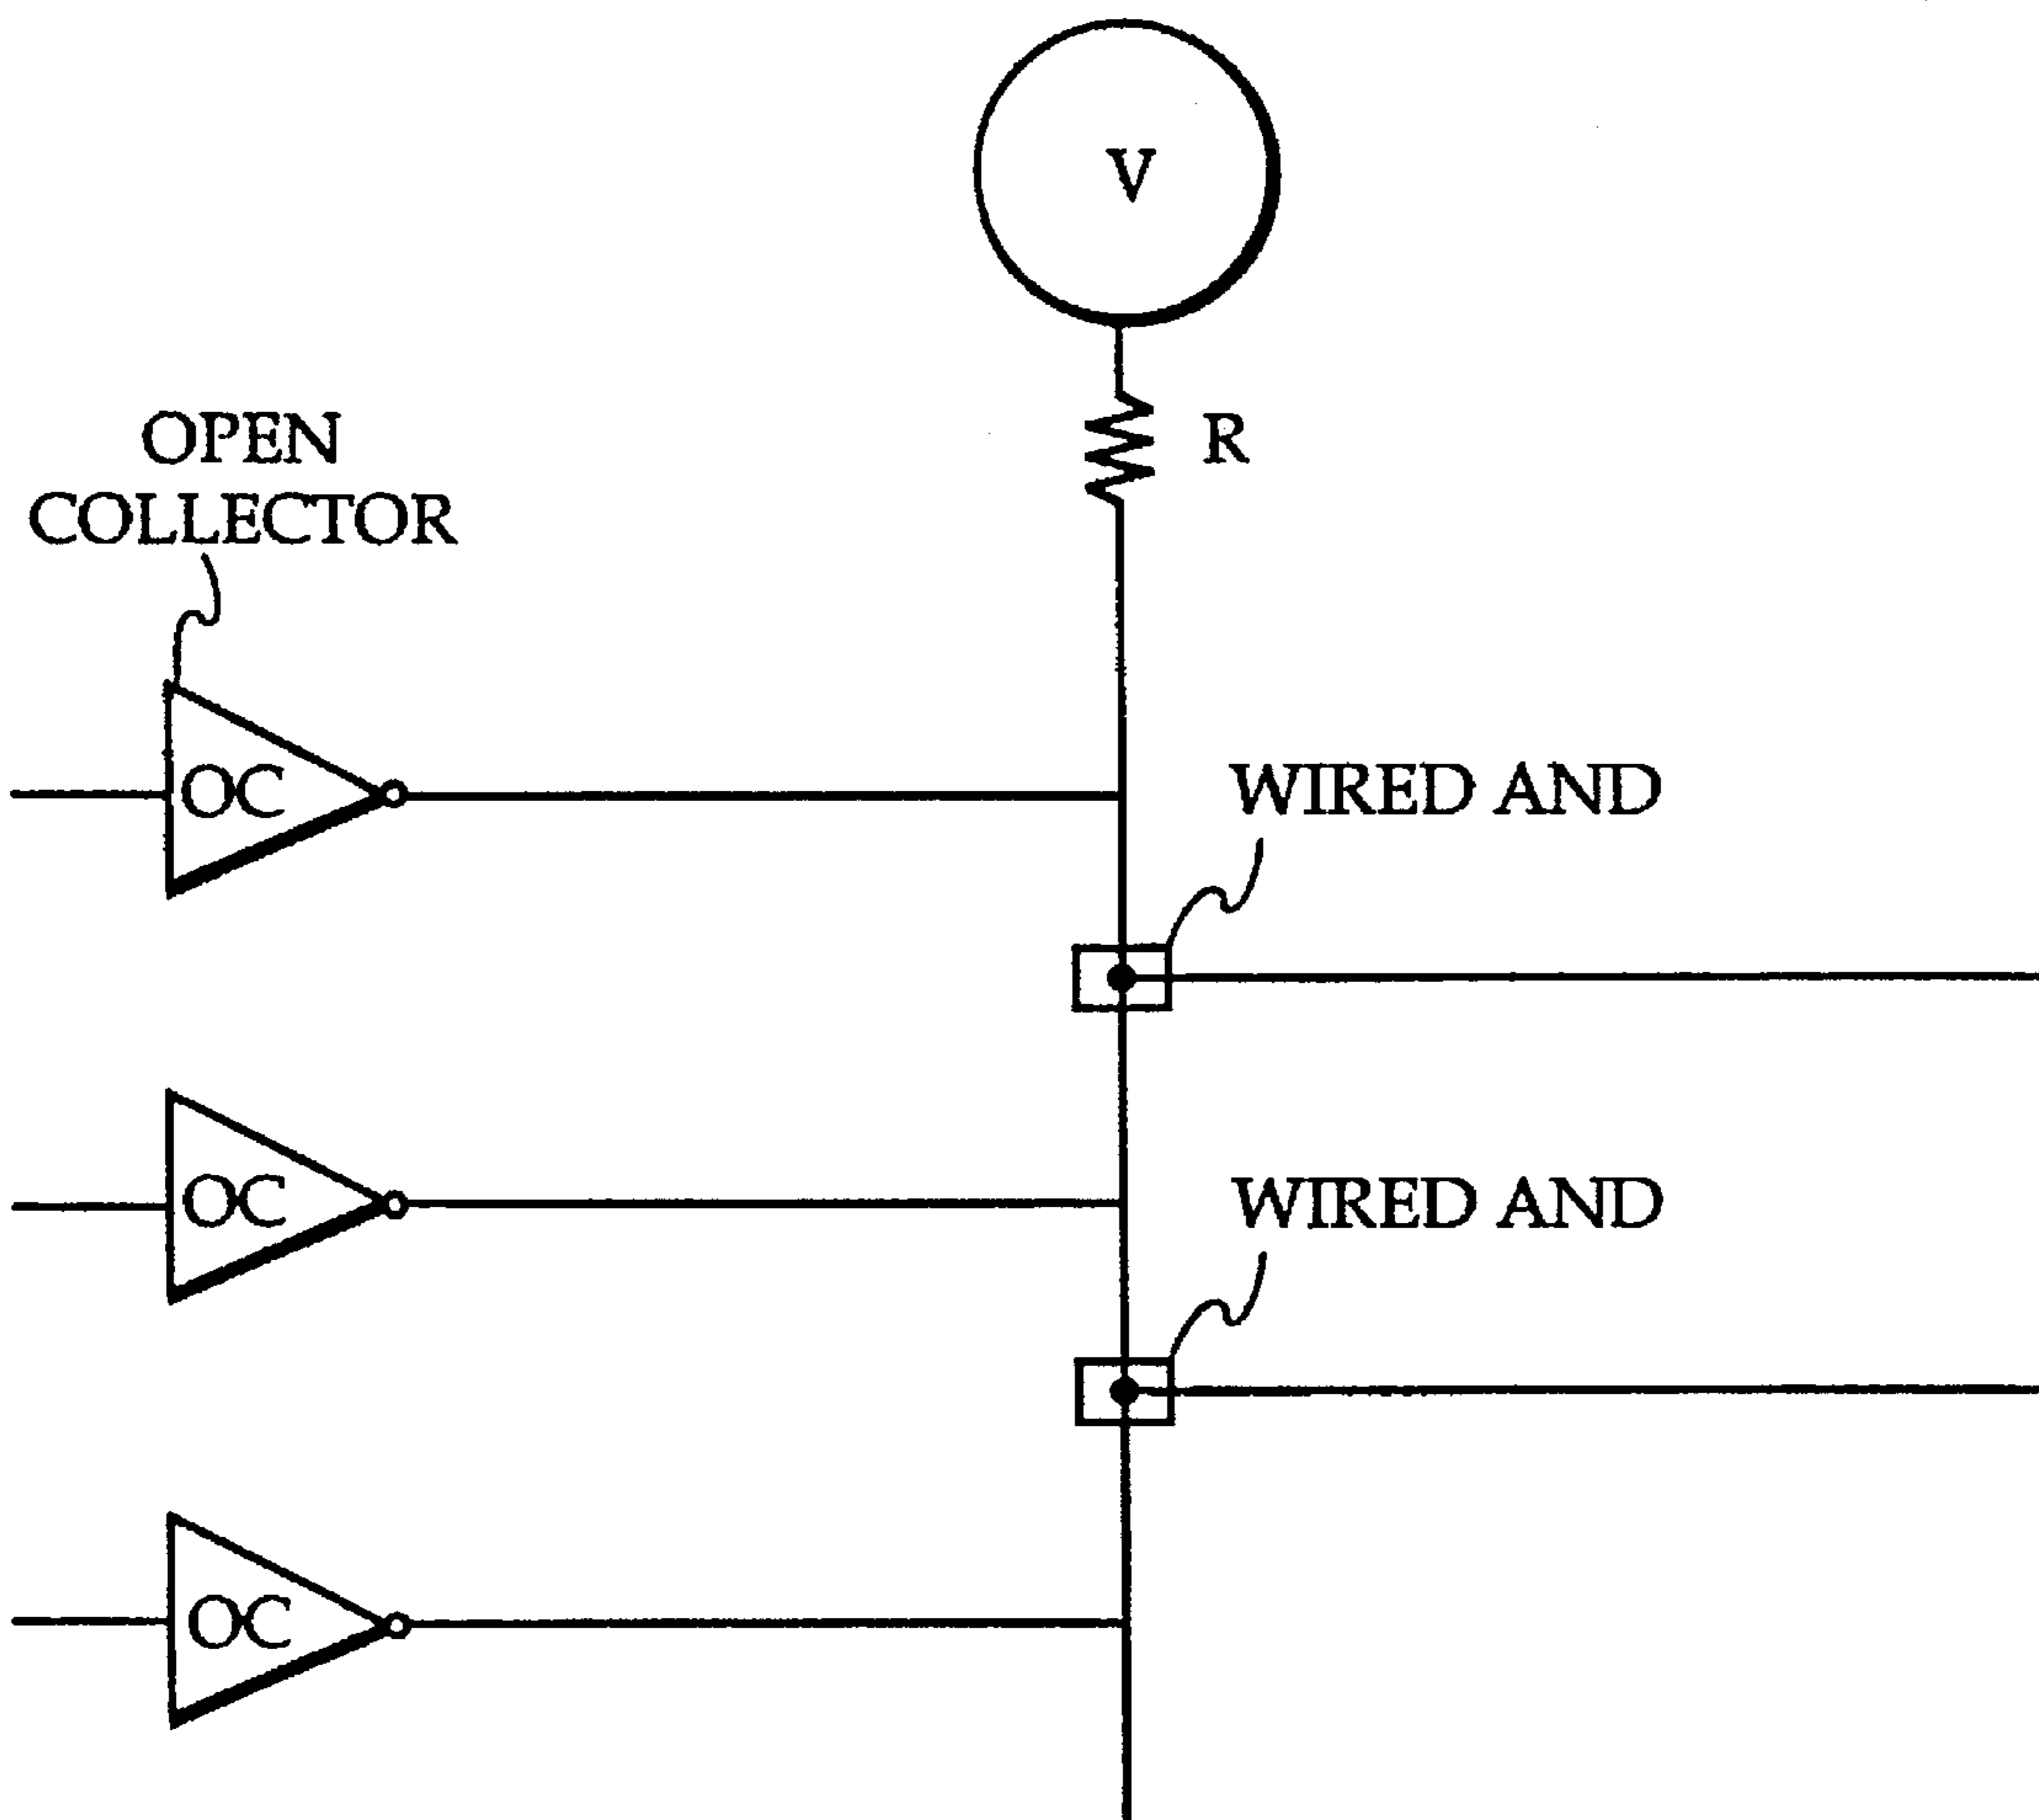 V
R
OPEN
COLLECTOR
OC
WIRED AND
OC
WIRED AND
OC